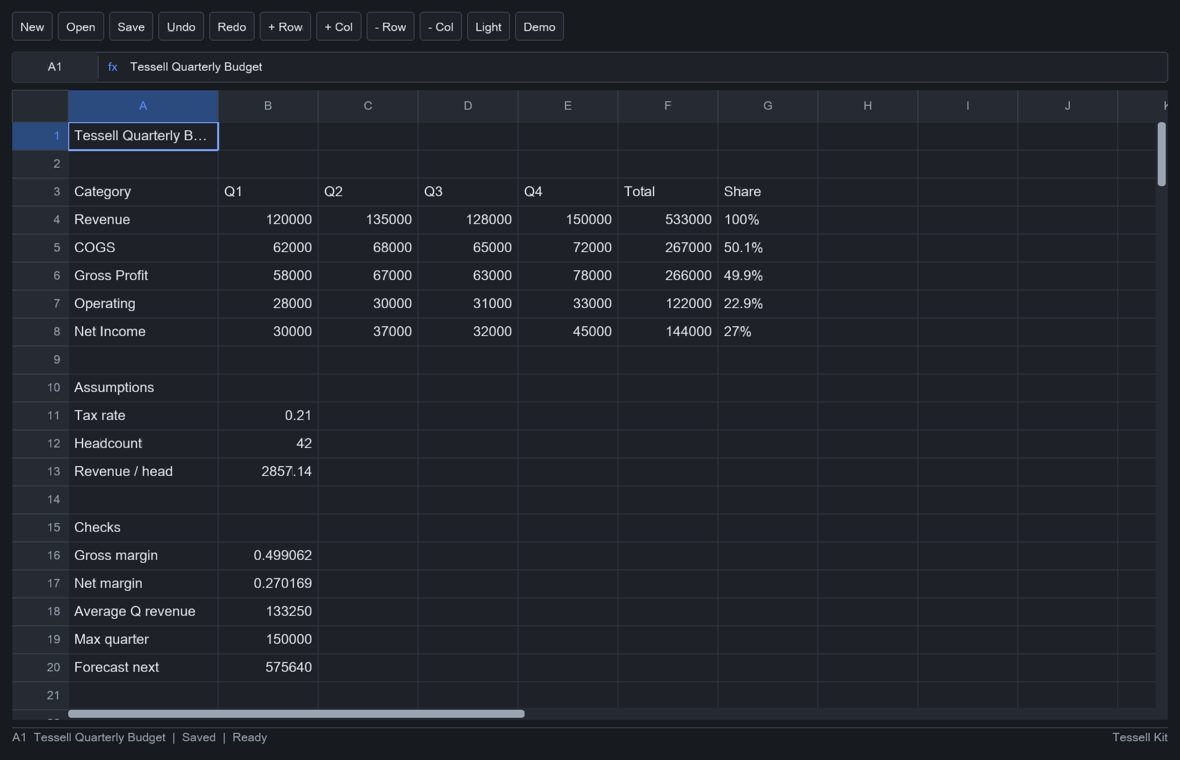 New Open Save Undo Redo + Row + Col - Row - Col Light Demo
A1 fx Tessell Quarterly Budget
A B C D E F G H I J
1 Tessell Quarterly B...
2
3 Category Q1 Q2 Q3 Q4 Total Share
4 Revenue 120000 135000 128000 150000 533000 100%
5 COGS 62000 68000 65000 72000 267000 50.1%
6 Gross Profit 58000 67000 63000 78000 266000 49.9%
7 Operating 28000 30000 31000 33000 122000 22.9%
8 Net Income 30000 37000 32000 45000 144000 27%
9
10 Assumptions
11 Tax rate 0.21
12 Headcount 42
13 Revenue / head 2857.14
14
15 Checks
16 Gross margin 0.499062
17 Net margin 0.270169
18 Average Q revenue 133250
19 Max quarter 150000
20 Forecast next 575640
21
A1 Tessell Quarterly Budget | Saved | Ready Tessell Kit